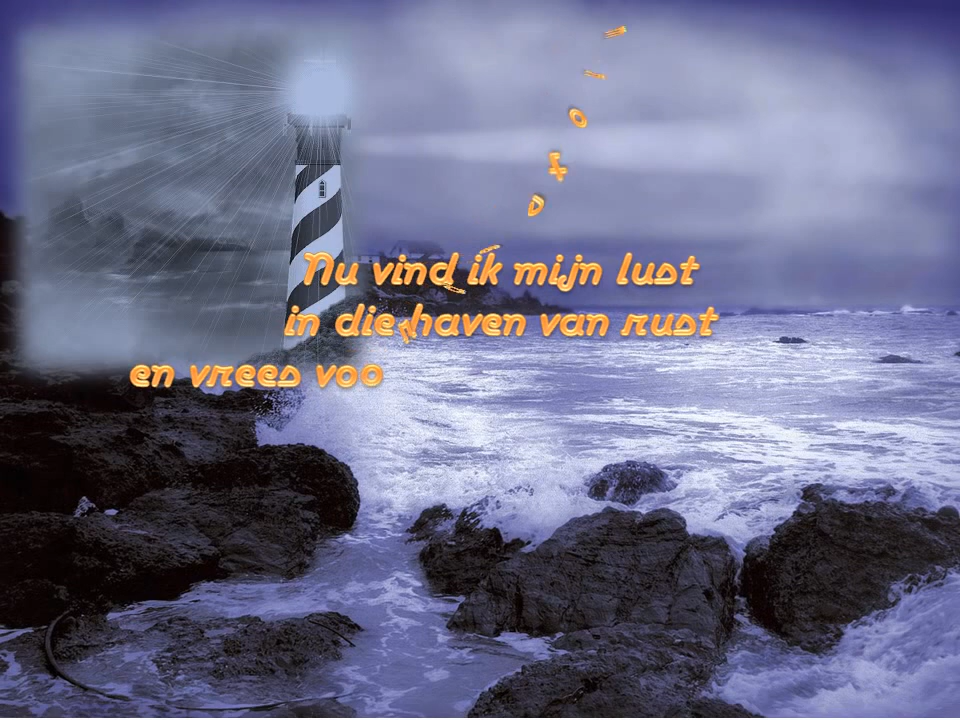 Nu vind ik mijn lust
in die haven van rust
en vrees voo